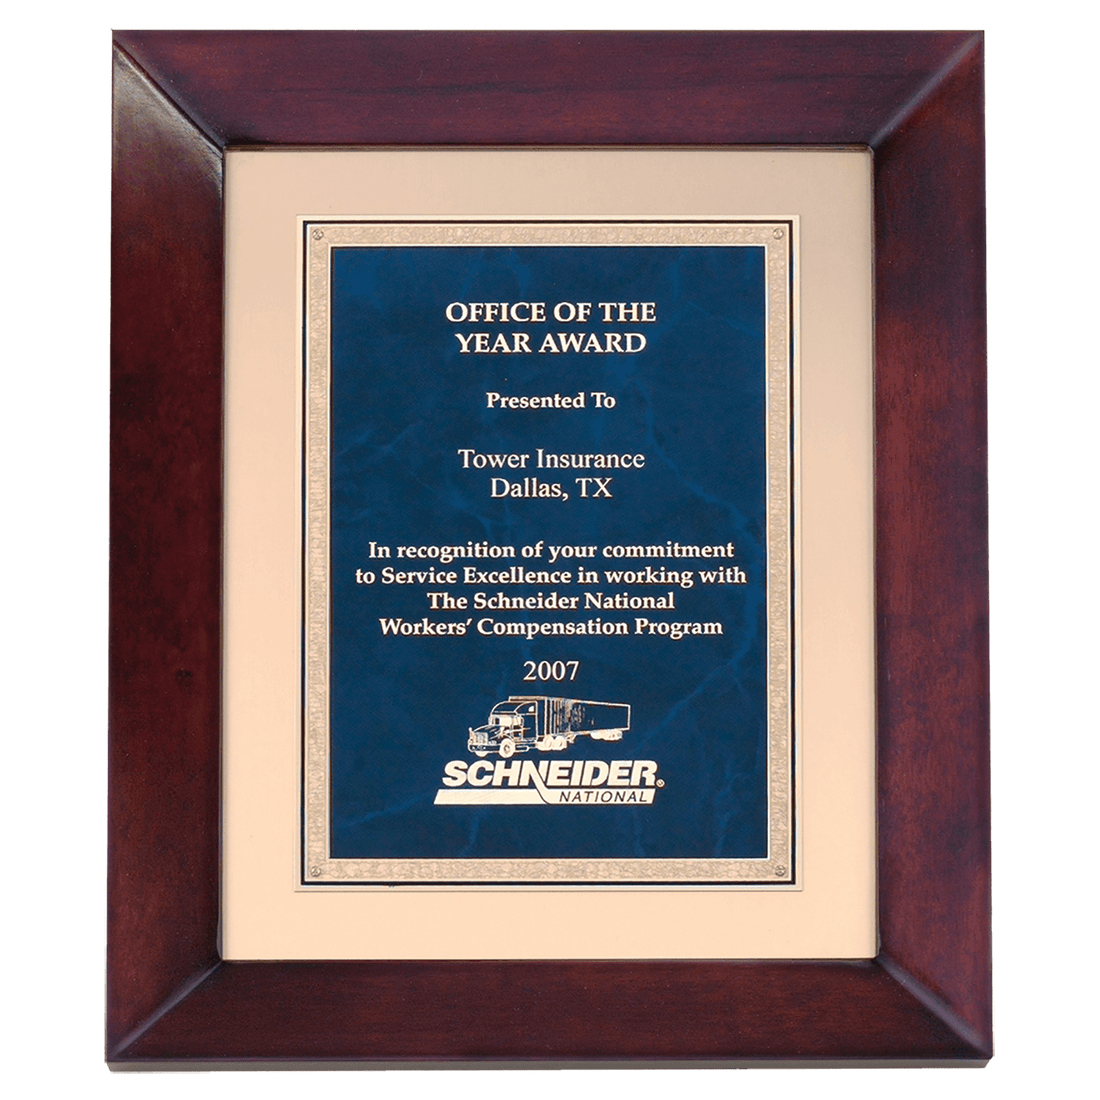 OFFICE OF THE
YEAR AWARD
Presented To
Tower Insurance
Dallas, TX
In recognition of your commitment
to Service Excellence in working with
The Schneider National
Workers' Compensation Program
2007
SCHNEIDER®
NATIONAL